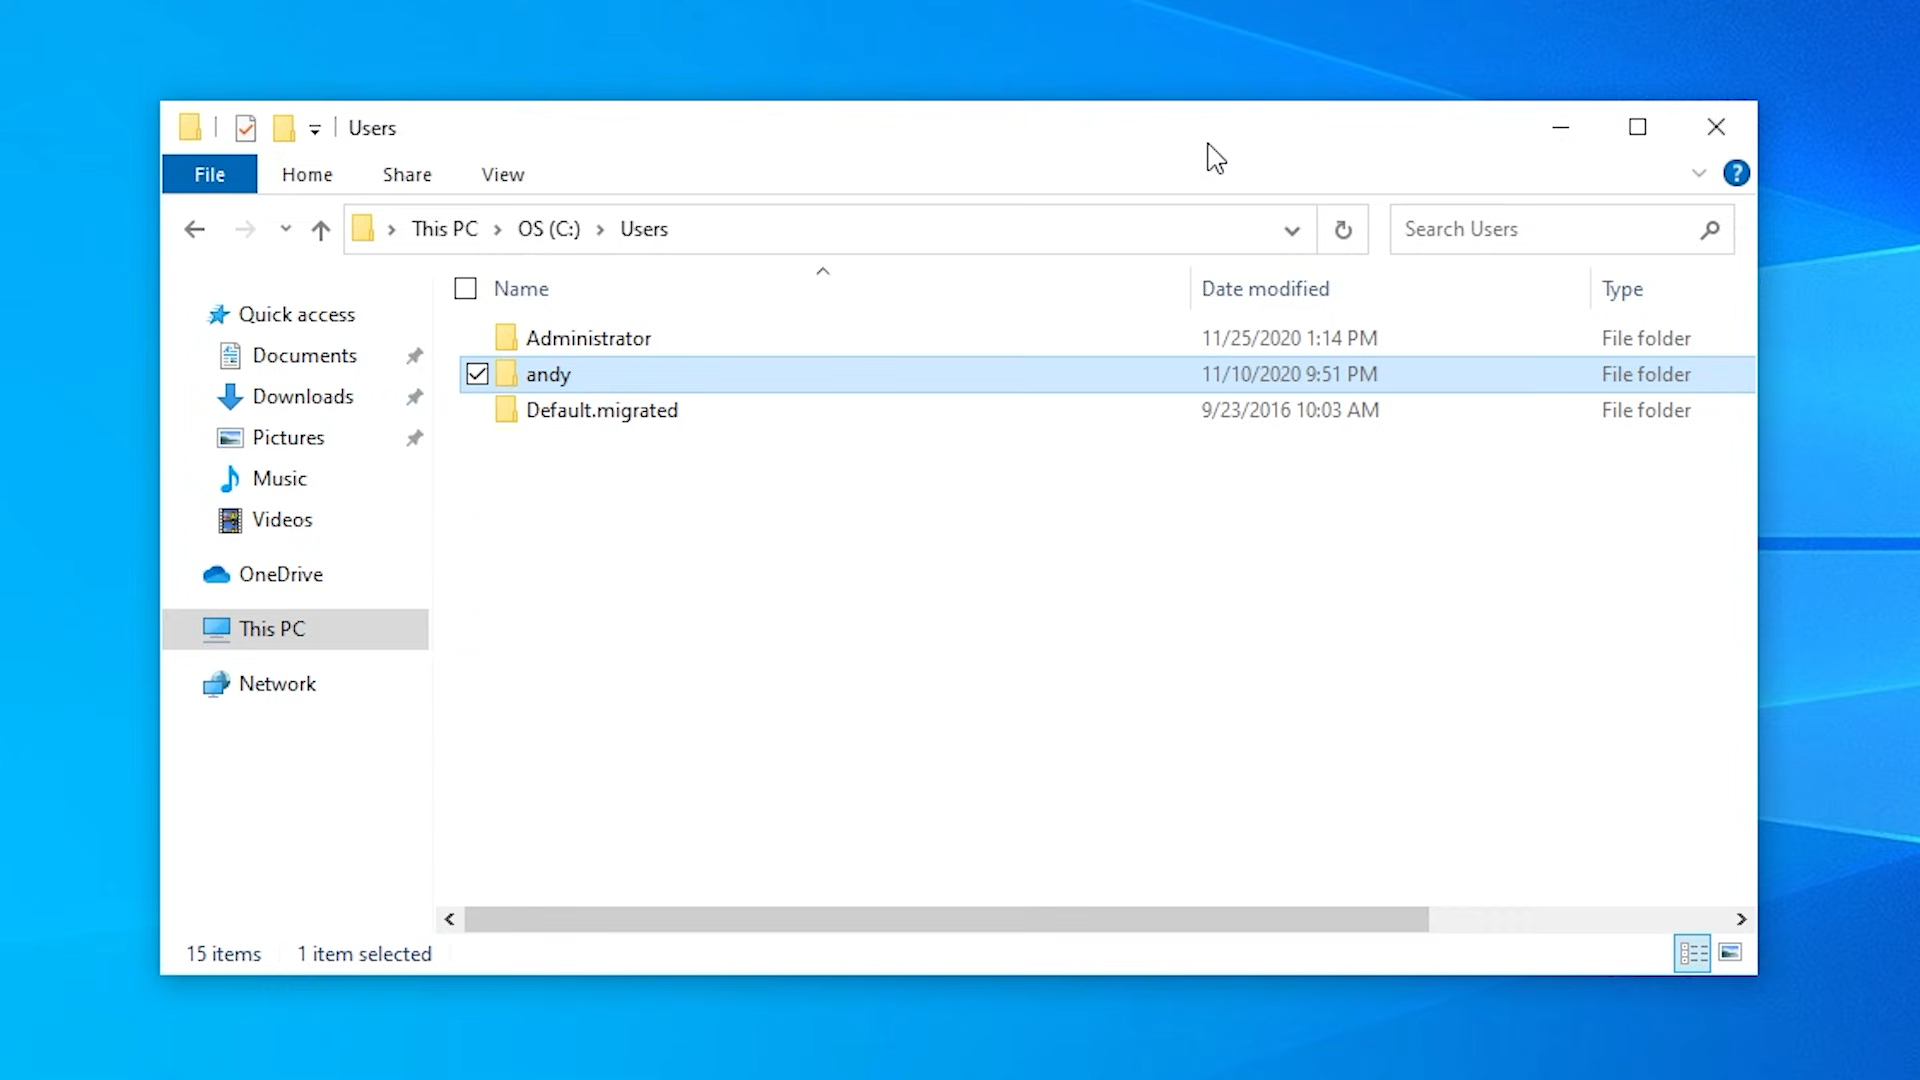 Users
File Home Share View
This PC OS (C:) Users
Search Users
Name Date modified Type
Quick access
Documents
Downloads
Pictures
Music
Videos
OneDrive
This PC
Network
Administrator 11/25/2020 1:14 PM File folder
andy 11/10/2020 9:51 PM File folder
Default.migrated 9/23/2016 10:03 AM File folder
15 items 1 item selected